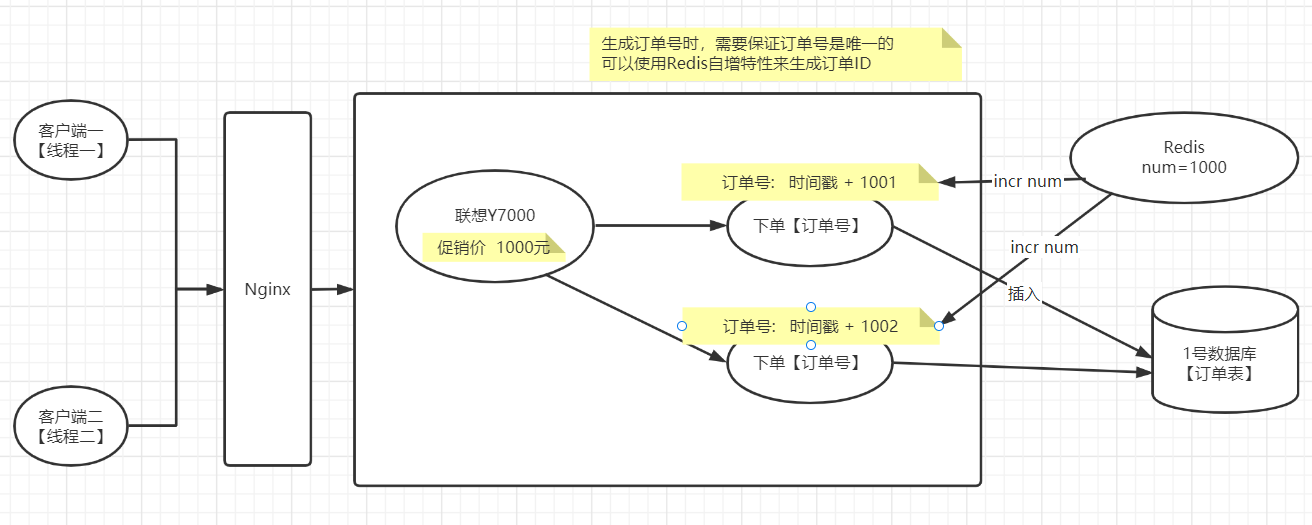 生成订单号时，需要保证订单号是唯一的
可以使用Redis自增特性来生成订单ID
客户端一
【线程一】
客户端二
【线程二】
Nginx
联想Y7000
促销价 1000元
订单号： 时间戳 + 1001
下单【订单号】
订单号： 时间戳 + 1002
下单【订单号】
incr num
incr num
插入
Redis
num=1000
1号数据库
【订单表】